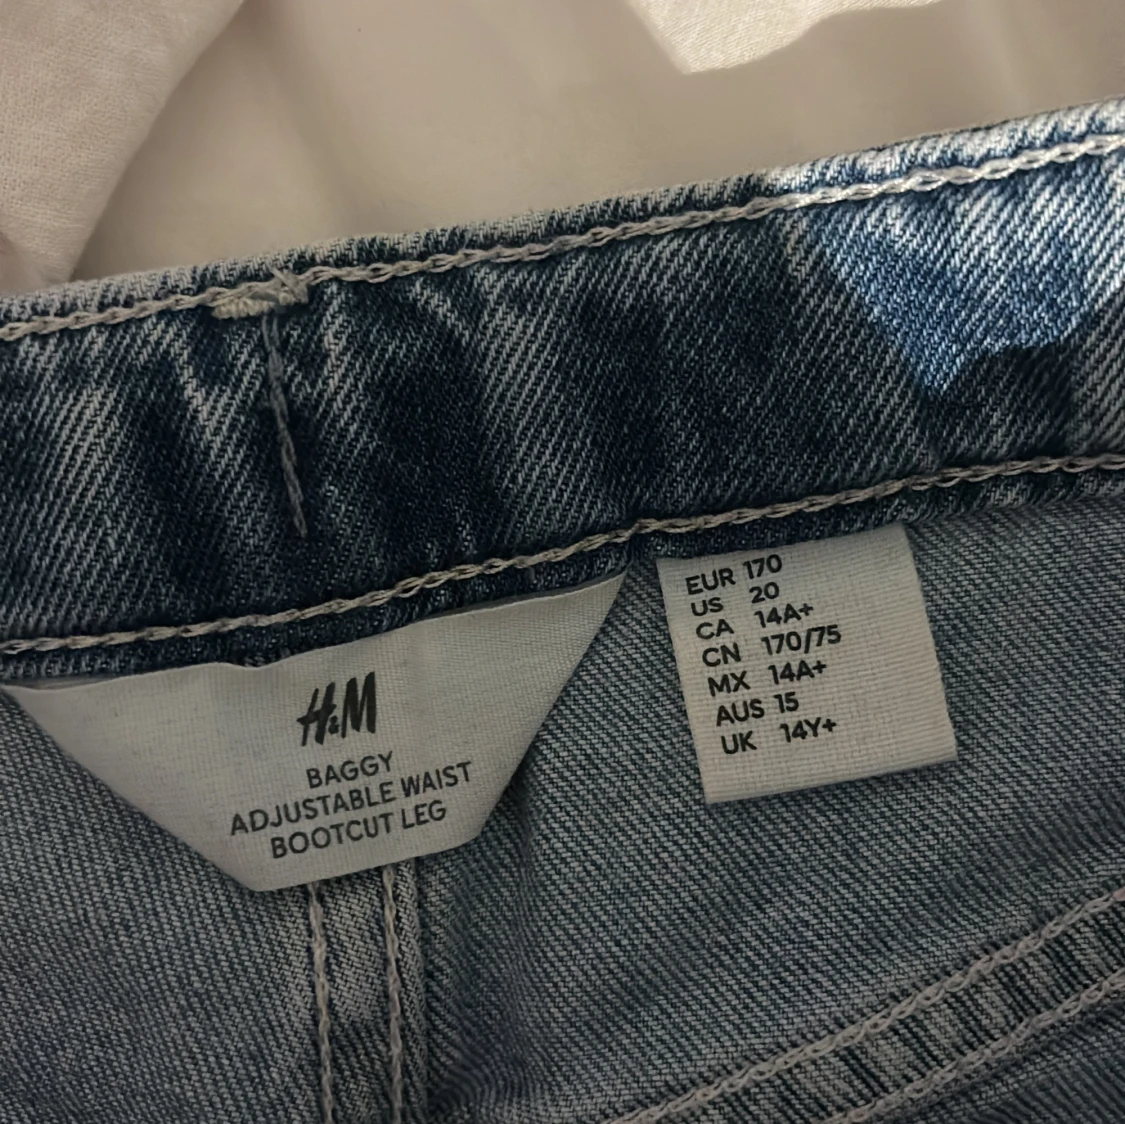 H&M
BAGGY
ADJUSTABLE WAIST
BOOTCUT LEG
EUR 170
US 20
CA 14A+
CN 170/75
MX 14A+
AUS 15
UK 14Y+